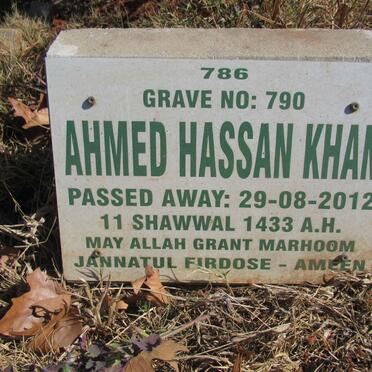 786
GRAVE NO: 790
AHMED HASSAN KHAN
PASSED AWAY: 29-08-2012
11 SHAWWAL 1433 A.H.
MAY ALLAH GRANT MARHOOM
JANNATUL FIRDOSE - AMEEN